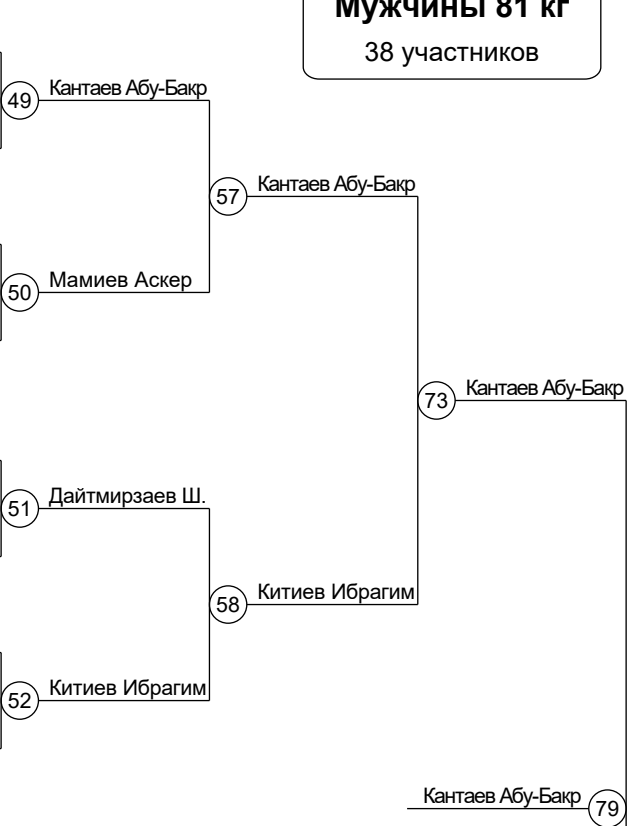 Мужчины 81 кг
38 участников
49 Кантаев Абу-Бакр
57 Кантаев Абу-Бакр
50 Мамиев Аскер
73 Кантаев Абу-Бакр
51 Дайтмирзаев Ш.
58 Китиев Ибрагим
52 Китиев Ибрагим
Кантаев Абу-Бакр 79